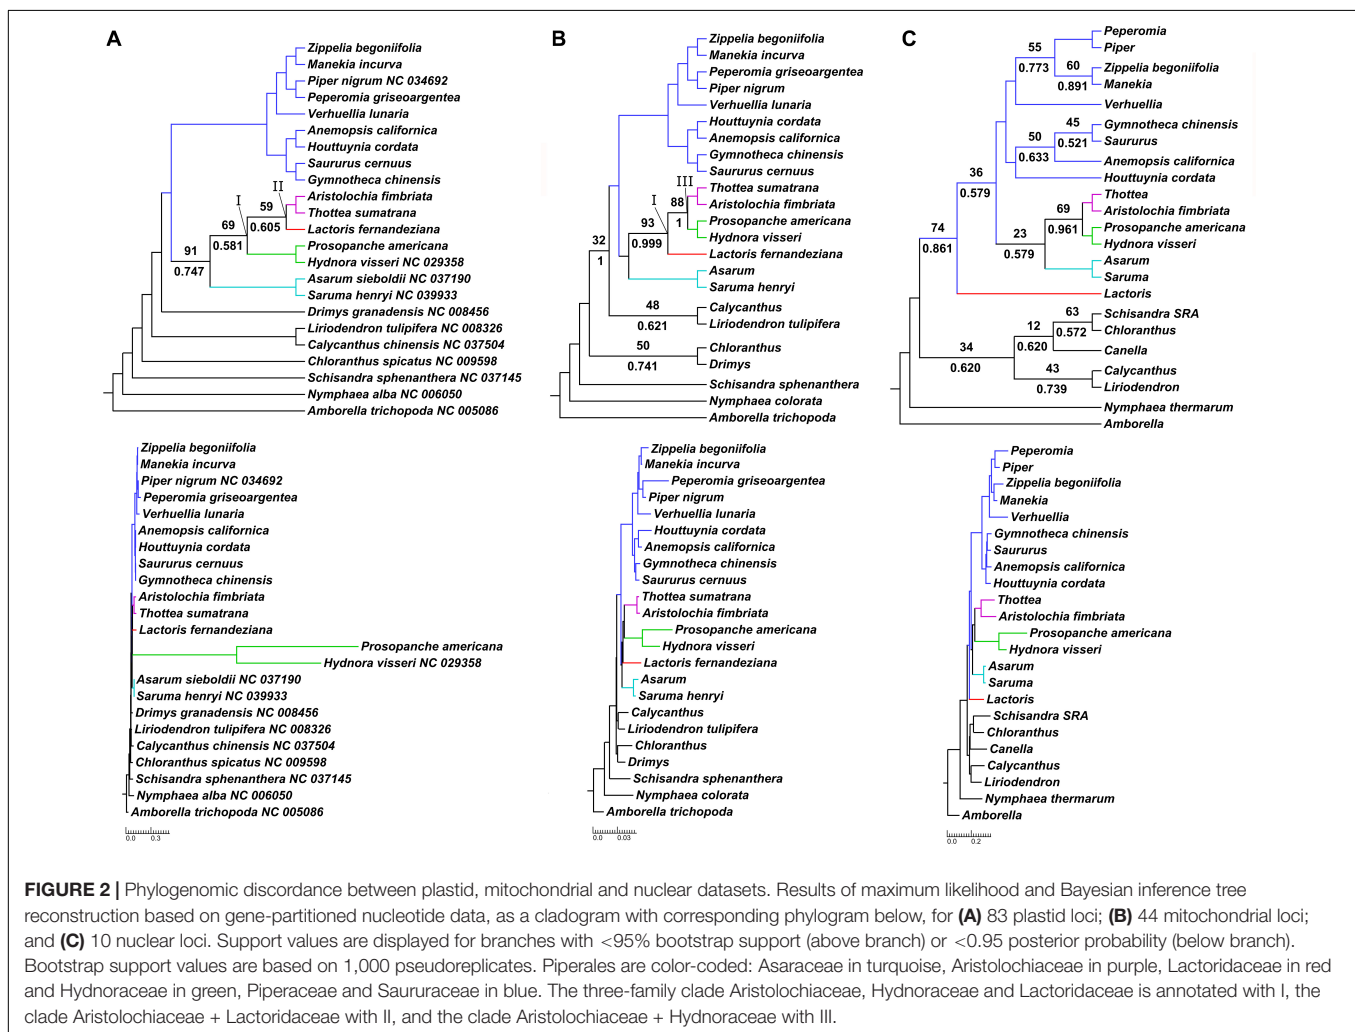 A
Zippelia begoniifolia
Manekia incurva
Piper nigrum NC 034692
Peperomia griseoargentea
Verhuellia lunaria
Anemopsis californica
Houttuynia cordata
Saururus cernuus
Gymnotheca chinensis
II
Aristolochia fimbriata
I
59
Thottea sumatrana
69
0.605
Lactoris fernandeziana
0.581
Prosopanche americana
91
Hydnora visseri NC 029358
0.747
Asarum sieboldii NC 037190
Saruma henryi NC 039933
Drimys granadensis NC 008456
Liriodendron tulipifera NC 008326
Calycanthus chinensis NC 037504
Chloranthus spicatus NC 009598
Schisandra sphenanthera NC 037145
Nymphaea alba NC 006050
Amborella trichopoda NC 005086
B
Zippelia begoniifolia
Manekia incurva
Peperomia griseoargentea
Piper nigrum
Verhuellia lunaria
Houttuynia cordata
Anemopsis californica
Gymnotheca chinensis
Saururus cernuus
III
Thottea sumatrana
I
88
Aristolochia fimbriata
93
1
Prosopanche americana
32
0.999
Hydnora visseri
1
Lactoris fernandeziana
Asarum
Saruma henryi
48
Calycanthus
0.621
Liriodendron tulipifera
50
Chloranthus
0.741
Drimys
Schisandra sphenanthera
Nymphaea colorata
Amborella trichopoda
C
Peperomia
55
Piper
0.773
60
Zippelia begoniifolia
0.891
Manekia
Verhuellia
45
Gymnotheca chinensis
50
0.521
Saururus
0.633
Anemopsis californica
36
Houttuynia cordata
0.579
Thottea
69
Aristolochia fimbriata
74
23
0.961
Prosopanche americana
0.861
0.579
Hydnora visseri
Asarum
Saruma
Lactoris
63
Schisandra SRA
12
0.572
Chloranthus
34
0.620
Canella
0.620
43
Calycanthus
0.739
Liriodendron
Nymphaea thermarum
Amborella
Zippelia begoniifolia
Manekia incurva
Piper nigrum NC 034692
Peperomia griseoargentea
Verhuellia lunaria
Anemopsis californica
Houttuynia cordata
Saururus cernuus
Gymnotheca chinensis
Aristolochia fimbriata
Thottea sumatrana
Lactoris fernandeziana
Prosopanche americana
Hydnora visseri NC 029358
Asarum sieboldii NC 037190
Saruma henryi NC 039933
Drimys granadensis NC 008456
Liriodendron tulipifera NC 008326
Calycanthus chinensis NC 037504
Chloranthus spicatus NC 009598
Schisandra sphenanthera NC 037145
Nymphaea alba NC 006050
Amborella trichopoda NC 005086
0.0 0.3
Zippelia begoniifolia
Manekia incurva
Peperomia griseoargentea
Piper nigrum
Verhuellia lunaria
Houttuynia cordata
Anemopsis californica
Gymnotheca chinensis
Saururus cernuus
Thottea sumatrana
Aristolochia fimbriata
Prosopanche americana
Hydnora visseri
Lactoris fernandeziana
Asarum
Saruma henryi
Calycanthus
Liriodendron tulipifera
Chloranthus
Drimys
Schisandra sphenanthera
Nymphaea colorata
Amborella trichopoda
0.0 0.03
Peperomia
Piper
Zippelia begoniifolia
Manekia
Verhuellia
Gymnotheca chinensis
Saururus
Anemopsis californica
Houttuynia cordata
Thottea
Aristolochia fimbriata
Prosopanche americana
Hydnora visseri
Asarum
Saruma
Lactoris
Schisandra SRA
Chloranthus
Canella
Calycanthus
Liriodendron
Nymphaea thermarum
Amborella
0.0 0.2
FIGURE 2 | Phylogenomic discordance between plastid, mitochondrial and nuclear datasets. Results of maximum likelihood and Bayesian inference tree
reconstruction based on gene-partitioned nucleotide data, as a cladogram with corresponding phylogram below, for (A) 83 plastid loci; (B) 44 mitochondrial loci;
and (C) 10 nuclear loci. Support values are displayed for branches with <95% bootstrap support (above branch) or <0.95 posterior probability (below branch).
Bootstrap support values are based on 1,000 pseudoreplicates. Piperales are color-coded: Asaraceae in turquoise, Aristolochiaceae in purple, Lactoridaceae in red
and Hydnoraceae in green, Piperaceae and Saururaceae in blue. The three-family clade Aristolochiaceae, Hydnoraceae and Lactoridaceae is annotated with I, the
clade Aristolochiaceae + Lactoridaceae with II, and the clade Aristolochiaceae + Hydnoraceae with III.